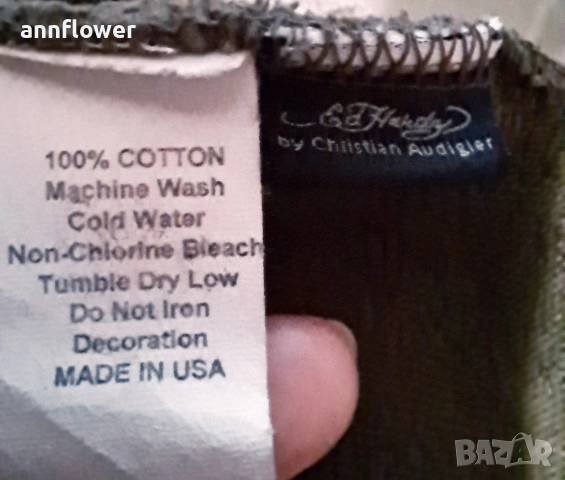 annflower
100% COTTON
Machine Wash
Cold Water
Non-Chlorine Bleach
Tumble Dry Low
Do Not Iron
Decoration
MADE IN USA
Ed Hardy
by Christian Audigier
BAZAR